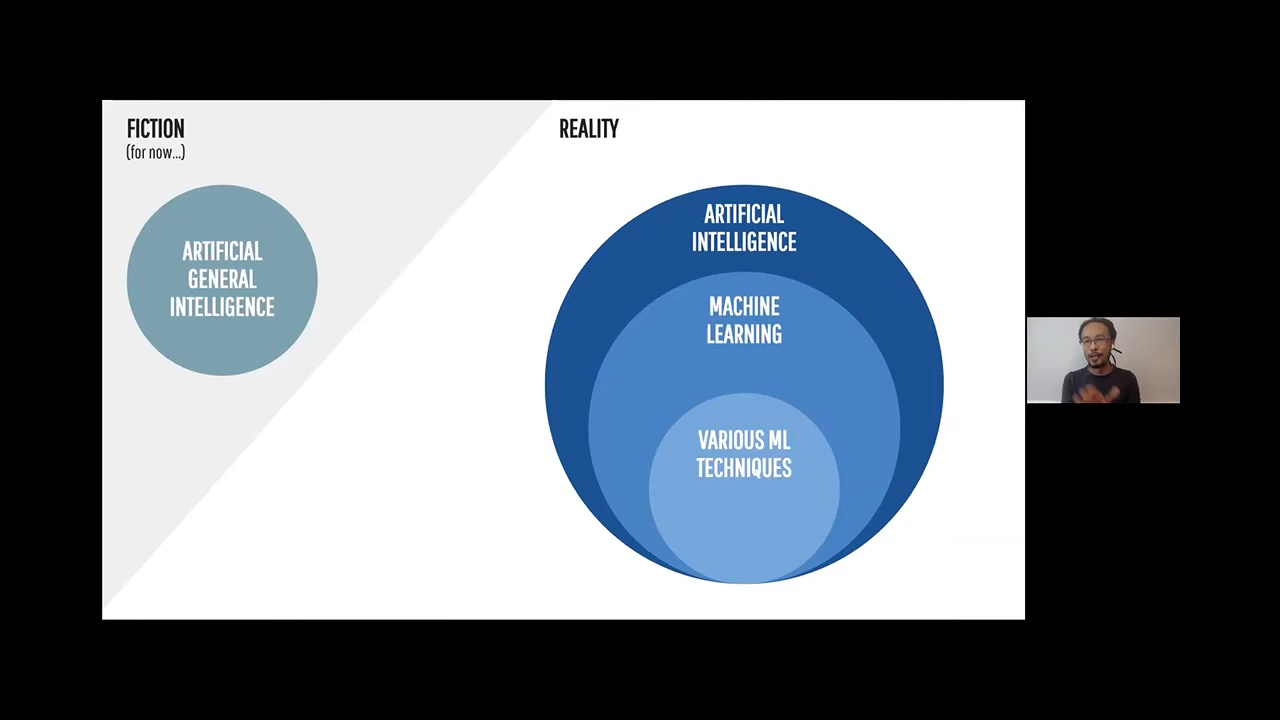 FICTION
(for now...)
ARTIFICIAL
GENERAL
INTELLIGENCE
REALITY
ARTIFICIAL
INTELLIGENCE
MACHINE
LEARNING
VARIOUS ML
TECHNIQUES